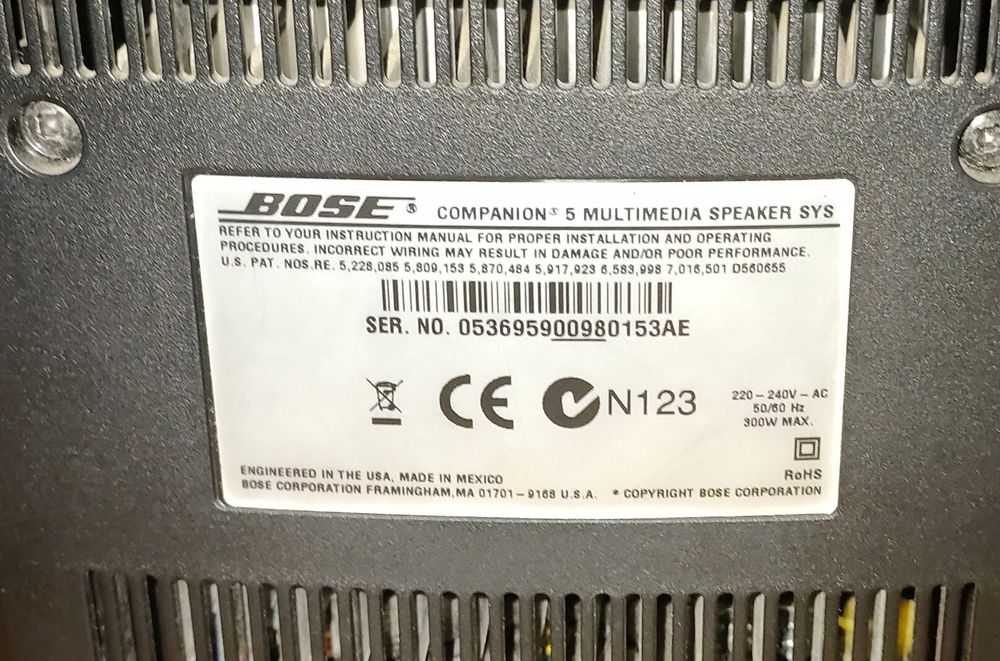 BOSE® COMPANION® 5 MULTIMEDIA SPEAKER SYS
REFER TO YOUR INSTRUCTION MANUAL FOR PROPER INSTALLATION AND OPERATING
PROCEDURES. INCORRECT WIRING MAY RESULT IN DAMAGE AND/OR POOR PERFORMANCE.
U.S. PAT. NOS.RE. 5,228,085 5,809,153 5,870,484 5,917,923 6,583,998 7,016,501 D560655
SER. NO. 053695900980153AE
CE N123
220-240V~AC
50/60 Hz
300W MAX.
RoHS
ENGINEERED IN THE USA, MADE IN MEXICO
BOSE CORPORATION FRAMINGHAM,MA 01701-9168 U.S.A. * COPYRIGHT BOSE CORPORATION